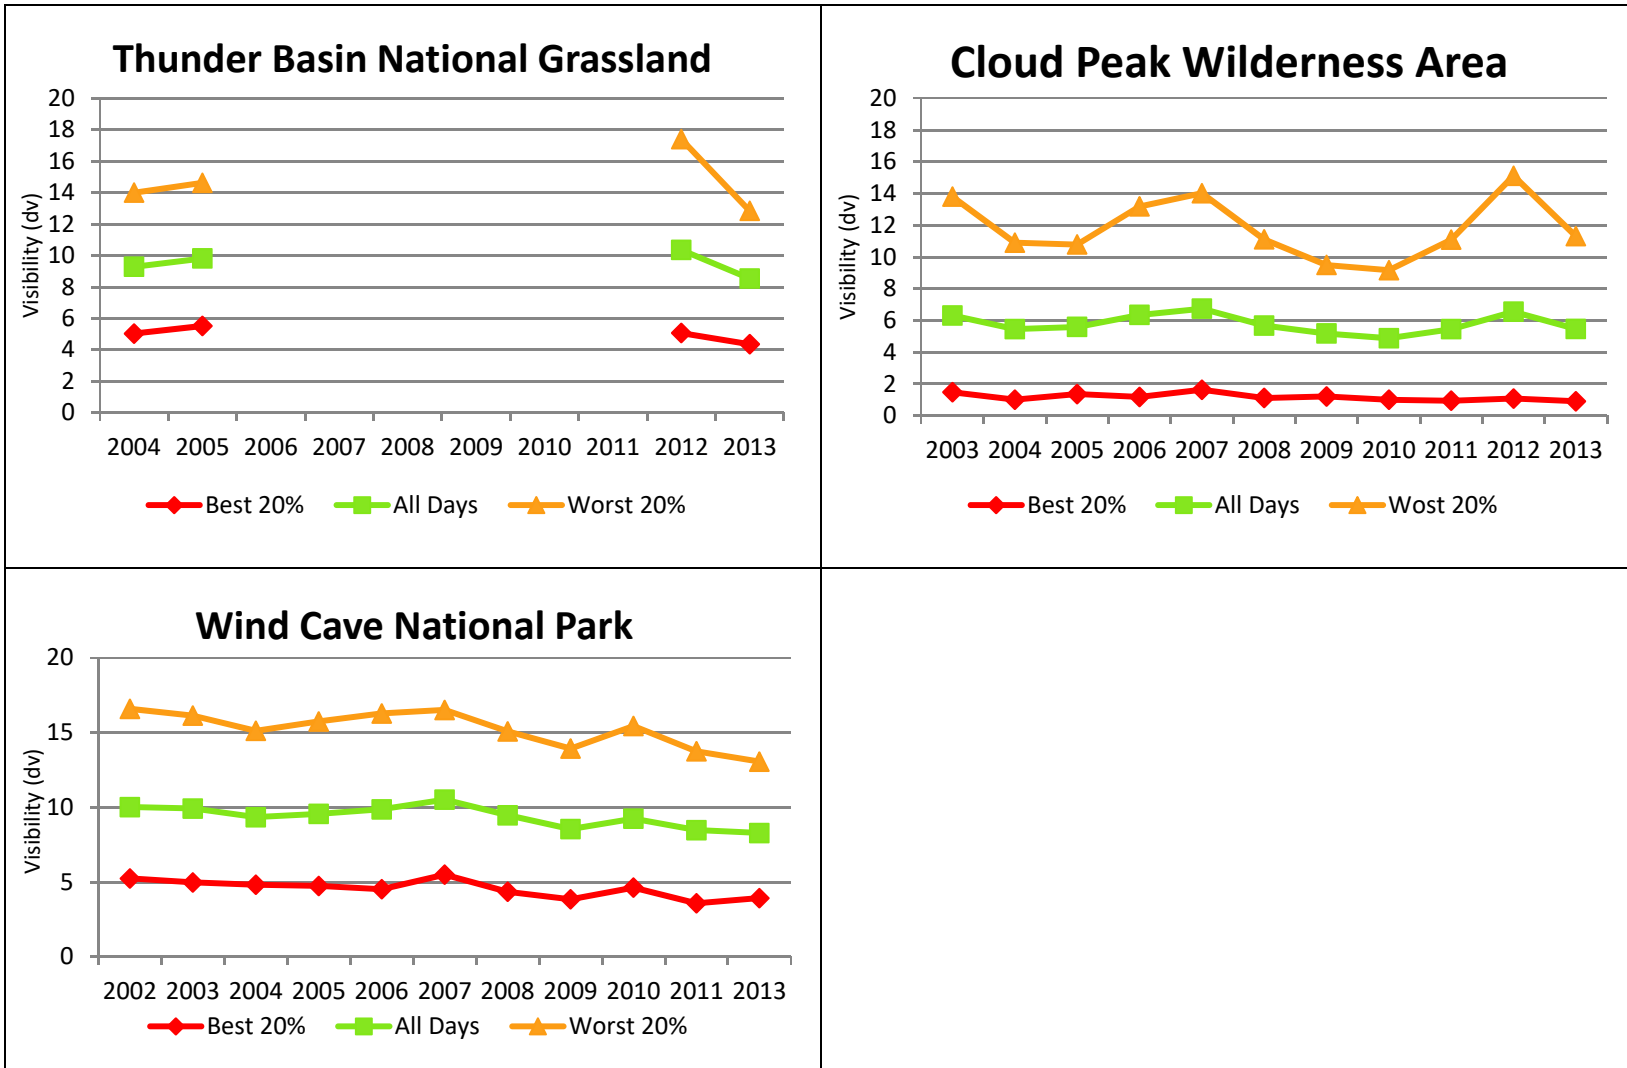 Thunder Basin National Grassland
20
18
16
14
12
10
8
6
4
2
0
Visibility (dv)
2004 2005 2006 2007 2008 2009 2010 2011 2012 2013
Best 20% All Days Worst 20%
Cloud Peak Wilderness Area
20
18
16
14
12
10
8
6
4
2
0
Visibility (dv)
2003 2004 2005 2006 2007 2008 2009 2010 2011 2012 2013
Best 20% All Days Wost 20%
Wind Cave National Park
20
15
10
5
0
Visibility (dv)
2002 2003 2004 2005 2006 2007 2008 2009 2010 2011 2013
Best 20% All Days Worst 20%